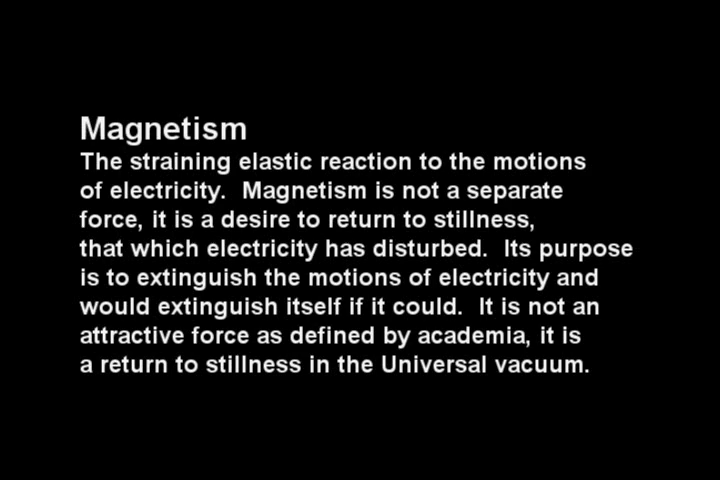 Magnetism
The straining elastic reaction to the motions
of electricity.  Magnetism is not a separate
force, it is a desire to return to stillness,
that which electricity has disturbed.  Its purpose
is to extinguish the motions of electricity and
would extinguish itself if it could.  It is not an
attractive force as defined by academia, it is
a return to stillness in the Universal vacuum.